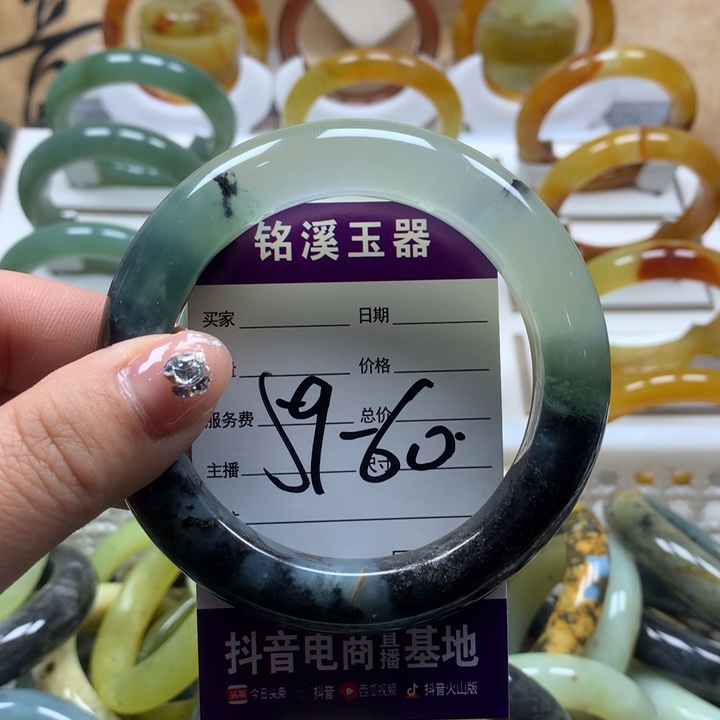 铭溪玉器
买家 日期
价格
服务费 总价
59-60
主播 尺寸
抖音电商直播基地
今日头条 抖音 西瓜视频 抖音火山版